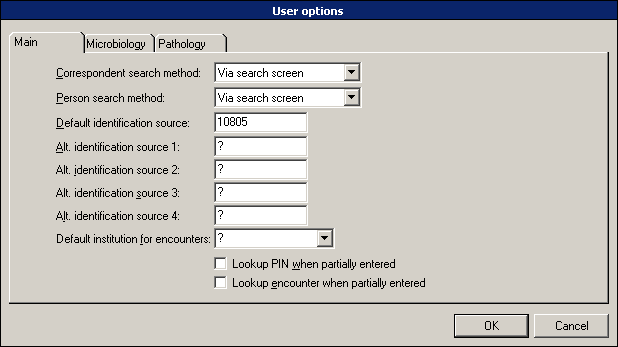 User options
Main Microbiology Pathology
Correspondent search method: Via search screen
Person search method: Via search screen
Default identification source: 10805
Alt. identification source 1: ?
Alt. identification source 2: ?
Alt. identification source 3: ?
Alt. identification source 4: ?
Default institution for encounters: ?
Lookup PIN when partially entered
Lookup encounter when partially entered
OK Cancel